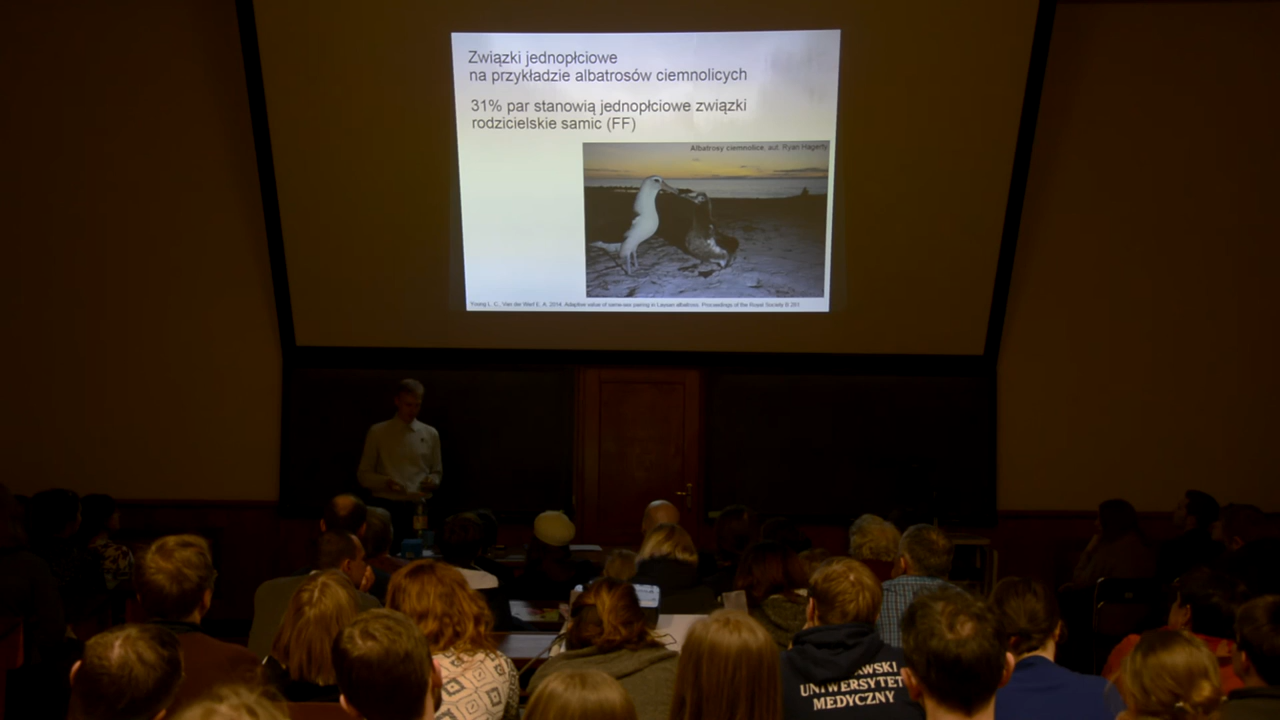 Związki jednopłciowe
na przykładzie albatrosów ciemnolicych
31% par stanowią jednopłciowe związki
rodzicielskie samic (FF)
Albatrosy ciemnolice, aut. Ryan Hagerty
Young L. C., Van der Werf E. A. 2014. Adaptive value of same-sex pairing in Laysan albatross. Proceedings of the Royal Society B 281.
UNIWERSYTET
MEDYCZNY